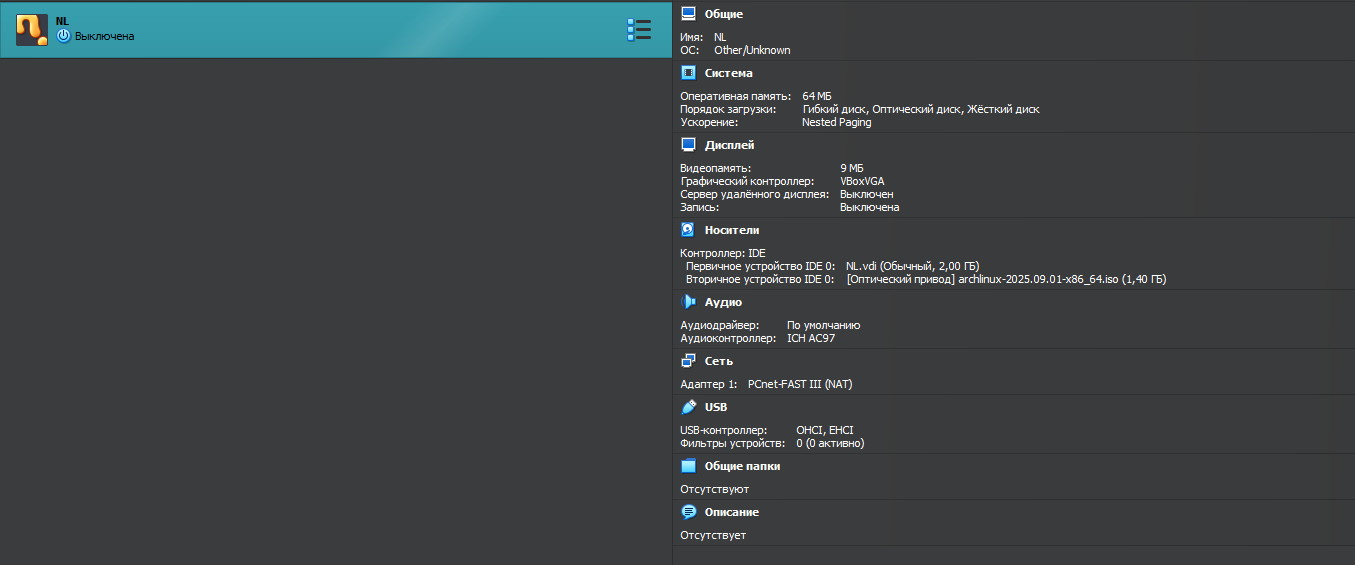 NL
Выключена
Общие
Имя: NL
ОС: Other/Unknown
Система
Оперативная память: 64 МБ
Порядок загрузки: Гибкий диск, Оптический диск, Жёсткий диск
Ускорение: Nested Paging
Дисплей
Видеопамять: 9 МБ
Графический контроллер: VBoxVGA
Сервер удалённого дисплея: Выключен
Запись: Выключена
Носители
Контроллер: IDE
Первичное устройство IDE 0: NL.vdi (Обычный, 2,00 ГБ)
Вторичное устройство IDE 0: [Оптический привод] archlinux-2025.09.01-x86_64.iso (1,40 ГБ)
Аудио
Аудиодрайвер: По умолчанию
Аудиоконтроллер: ICH AC97
Сеть
Адаптер 1: PCnet-FAST III (NAT)
USB
USB-контроллер: OHCI, EHCI
Фильтры устройств: 0 (0 активно)
Общие папки
Отсутствуют
Описание
Отсутствует